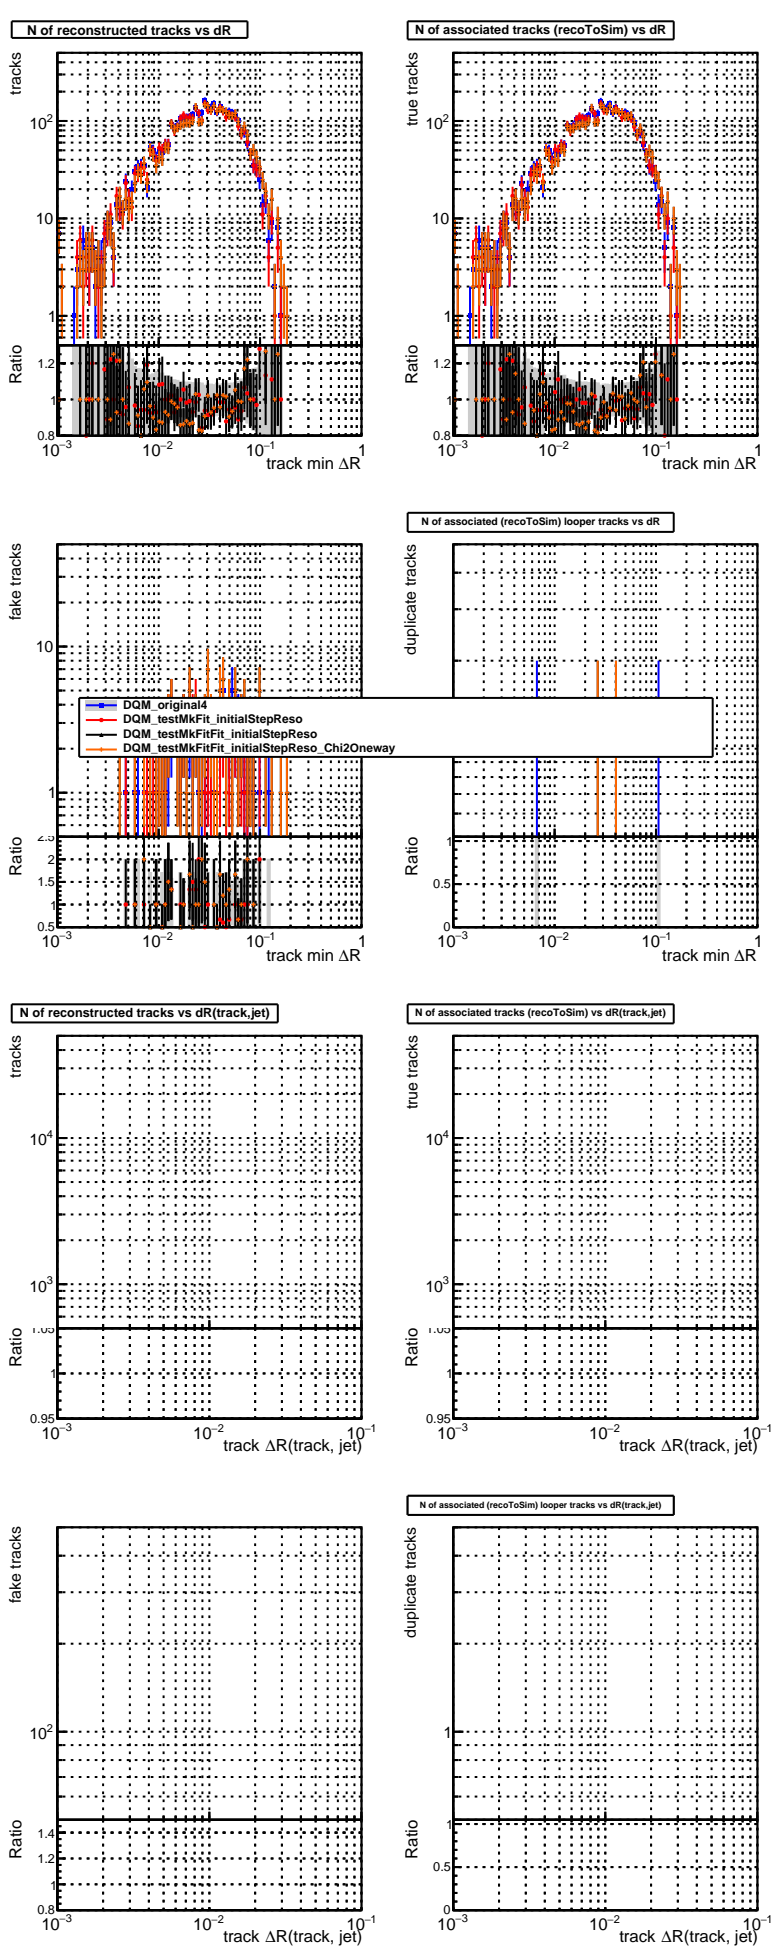 N of reconstructed tracks vs dR
N of associated tracks (recoToSim) vs dR
tracks
10²
10
1
Ratio
1.2
1
0.8
10⁻³ 10⁻² 10⁻¹ 1
track min ΔR
true tracks
10²
10
1
Ratio
1.2
1
0.8
10⁻³ 10⁻² 10⁻¹ 1
track min ΔR
N of associated (recoToSim) looper tracks vs dR
fake tracks
10
1
Ratio
2.5
2
1.5
1
0.5
10⁻³ 10⁻² 10⁻¹ 1
track min ΔR
duplicate tracks
Ratio
1
0.5
0
10⁻³ 10⁻² 10⁻¹ 1
track min ΔR
DQM_original4
DQM_testMkFit_initialStepReso
DQM_testMkFitFit_initialStepReso
DQM_testMkFitFit_initialStepReso_Chi2Oneway
N of reconstructed tracks vs dR(track,jet)
N of associated tracks (recoToSim) vs dR(track,jet)
tracks
10⁴
10³
Ratio
1.05
1
0.95
10⁻³ 10⁻² 10⁻¹
track ΔR(track, jet)
true tracks
10⁴
10³
Ratio
1.05
1
0.95
10⁻³ 10⁻² 10⁻¹
track ΔR(track, jet)
N of associated (recoToSim) looper tracks vs dR(track,jet)
fake tracks
10²
Ratio
1.4
1.2
1
0.8
10⁻³ 10⁻² 10⁻¹
track ΔR(track, jet)
duplicate tracks
1
Ratio
1
0.5
0
10⁻³ 10⁻² 10⁻¹
track ΔR(track, jet)